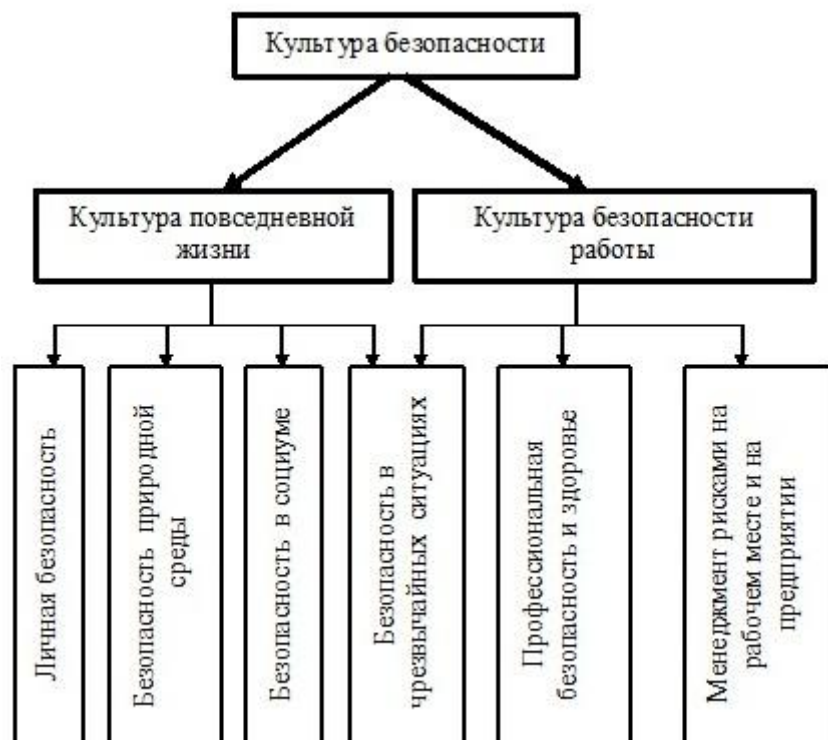 Культура безопасности
Культура повседневной
жизни
Культура безопасности
работы
Личная безопасность
Безопасность природной
среды
Безопасность в социуме
Безопасность в
чрезвычайных ситуациях
Профессиональная
безопасность и здоровье
Менеджмент рисками на
рабочем месте и на
предприятии